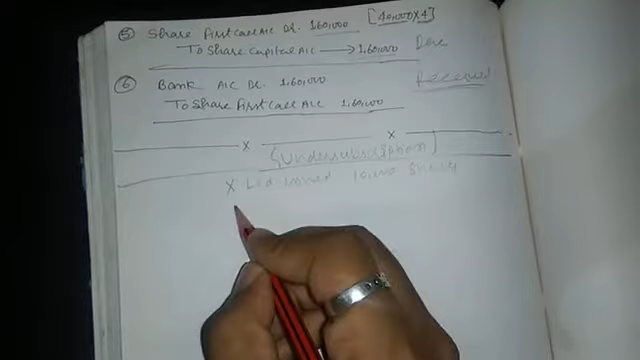 ⑤ Share First Call A/c Dr. 1,60,000 [40,000×4]
To Share Capital A/c → 1,60,000 Due
⑥ Bank A/C Dr. 1,60,000 Received
To Share First Call A/c 1,60,000
x x
(Undersubscription)
X Ltd issued 10,000 Shares